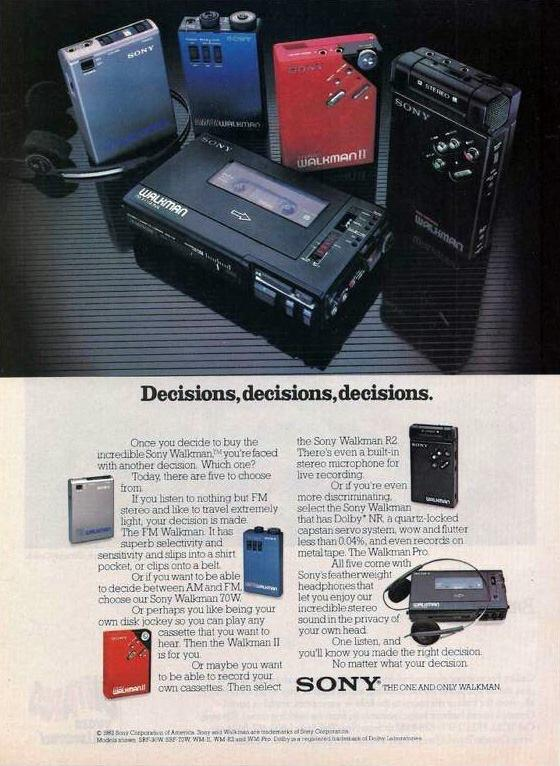 SONY
SONY
WALKMAN
SONY
WALKMAN II
STEREO
SONY
WALKMAN
SONY
WALKMAN
Decisions, decisions, decisions.
Once you decide to buy the
incredible Sony Walkman,™ you're faced
with another decision. Which one?
Today, there are five to choose
from.
If you listen to nothing but FM
stereo and like to travel extremely
light, your decision is made.
The FM Walkman. It has
superb selectivity and
sensitivity and slips into a shirt
pocket, or clips onto a belt.
Or if you want to be able
to decide between AM and FM,
choose our Sony Walkman 70W.
Or perhaps you like being your
own disk jockey so you can play any
cassette that you want to
hear. Then the Walkman II
is for you.
Or maybe you want
to be able to record your
own cassettes. Then select
the Sony Walkman R2.
There's even a built-in
stereo microphone for
live recording.
Or if you're even
more discriminating,
select the Sony Walkman
that has Dolby* NR, a quartz-locked
capstan servo system, wow and flutter
less than 0.04%, and even records on
metal tape. The Walkman Pro.
All five come with
Sony's featherweight
headphones that
let you enjoy our
incredible stereo
sound in the privacy of
your own head.
One listen, and
you'll know you made the right decision.
No matter what your decision.
SONY® THE ONE AND ONLY WALKMAN.
© 1982 Sony Corporation of America. Sony and Walkman are trademarks of Sony Corporation.
Models shown: SRF-30W, SRF-70W, WM-II, WM-R2 and WM-Pro. Dolby is a registered trademark of Dolby Laboratories.